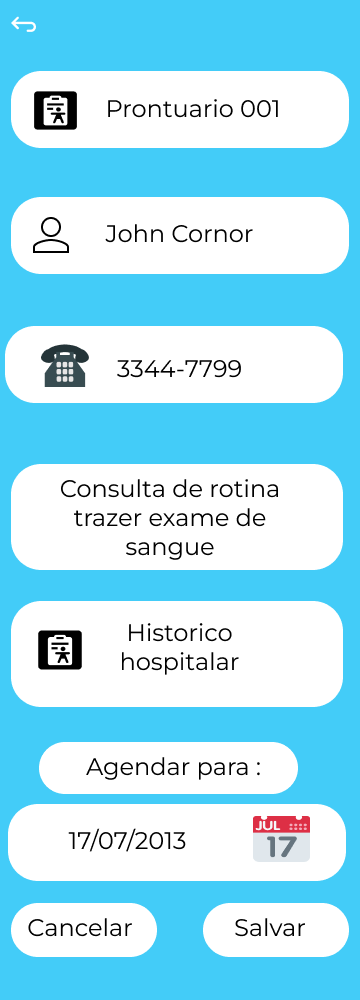 Prontuario 001
John Cornor
3344-7799
Consulta de rotina
trazer exame de
sangue
Historico
hospitalar
Agendar para :
17/07/2013
JUL
17
Cancelar
Salvar